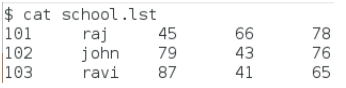 $ cat school.lst
101 raj 45 66 78
102 john 79 43 76
103 ravi 87 41 65